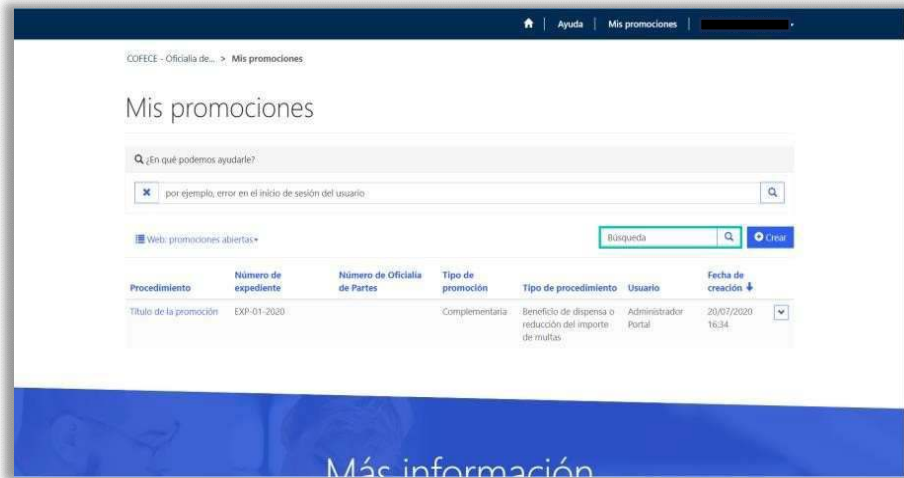 Ayuda Mis promociones
COFECE - Oficialía de... > Mis promociones
Mis promociones
¿En qué podemos ayudarle?
por ejemplo, error en el inicio de sesión del usuario
Web: promociones abiertas
Búsqueda
Crear
Procedimiento Número de expediente Número de Oficialía de Partes Tipo de promoción Tipo de procedimiento Usuario Fecha de creación
Título de la promoción EXP-01-2020 Complementaria Beneficio de dispensa o reducción del importe de multas Administrador Portal 20/07/2020 16:34
Más información